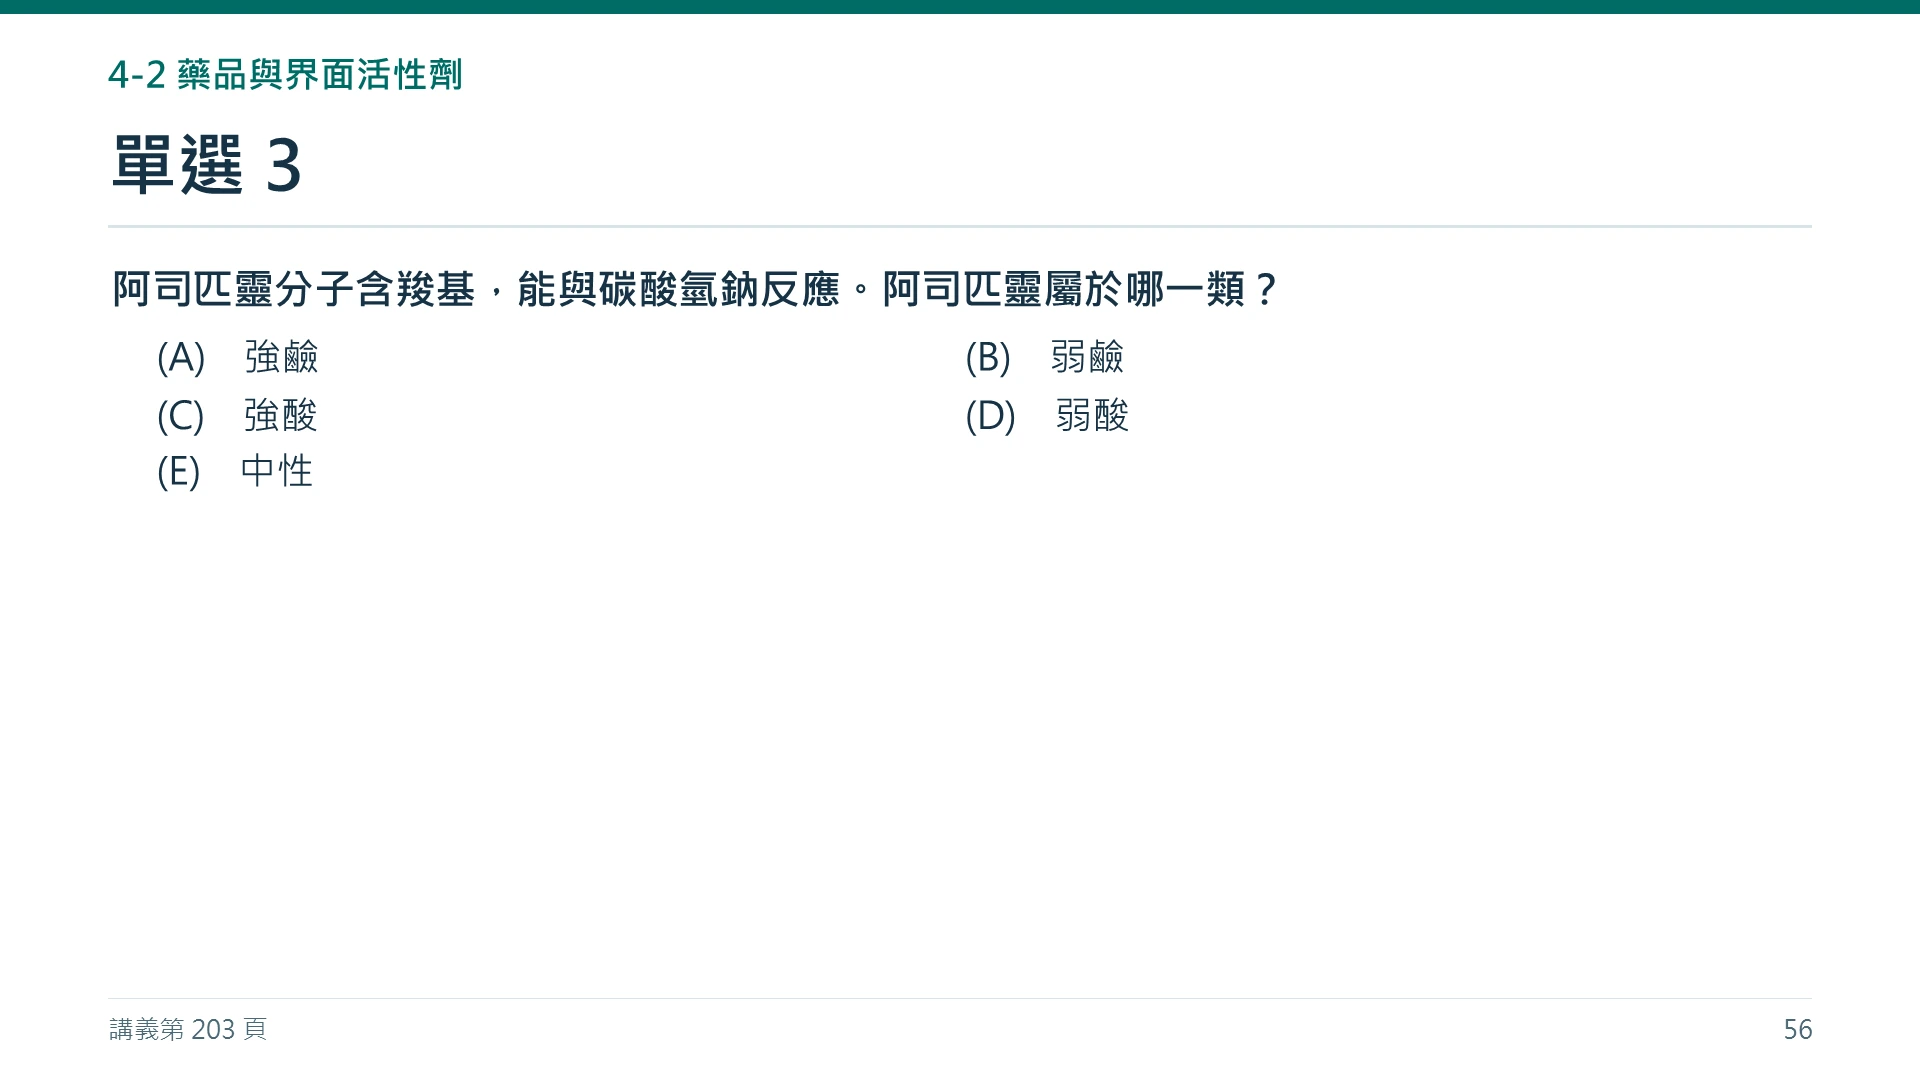 4-2 藥品與界面活性劑
單選 3
阿司匹靈分子含羧基，能與碳酸氫鈉反應。阿司匹靈屬於哪一類？
(A) 強鹼 (B) 弱鹼
(C) 強酸 (D) 弱酸
(E) 中性
講義第 203 頁 56